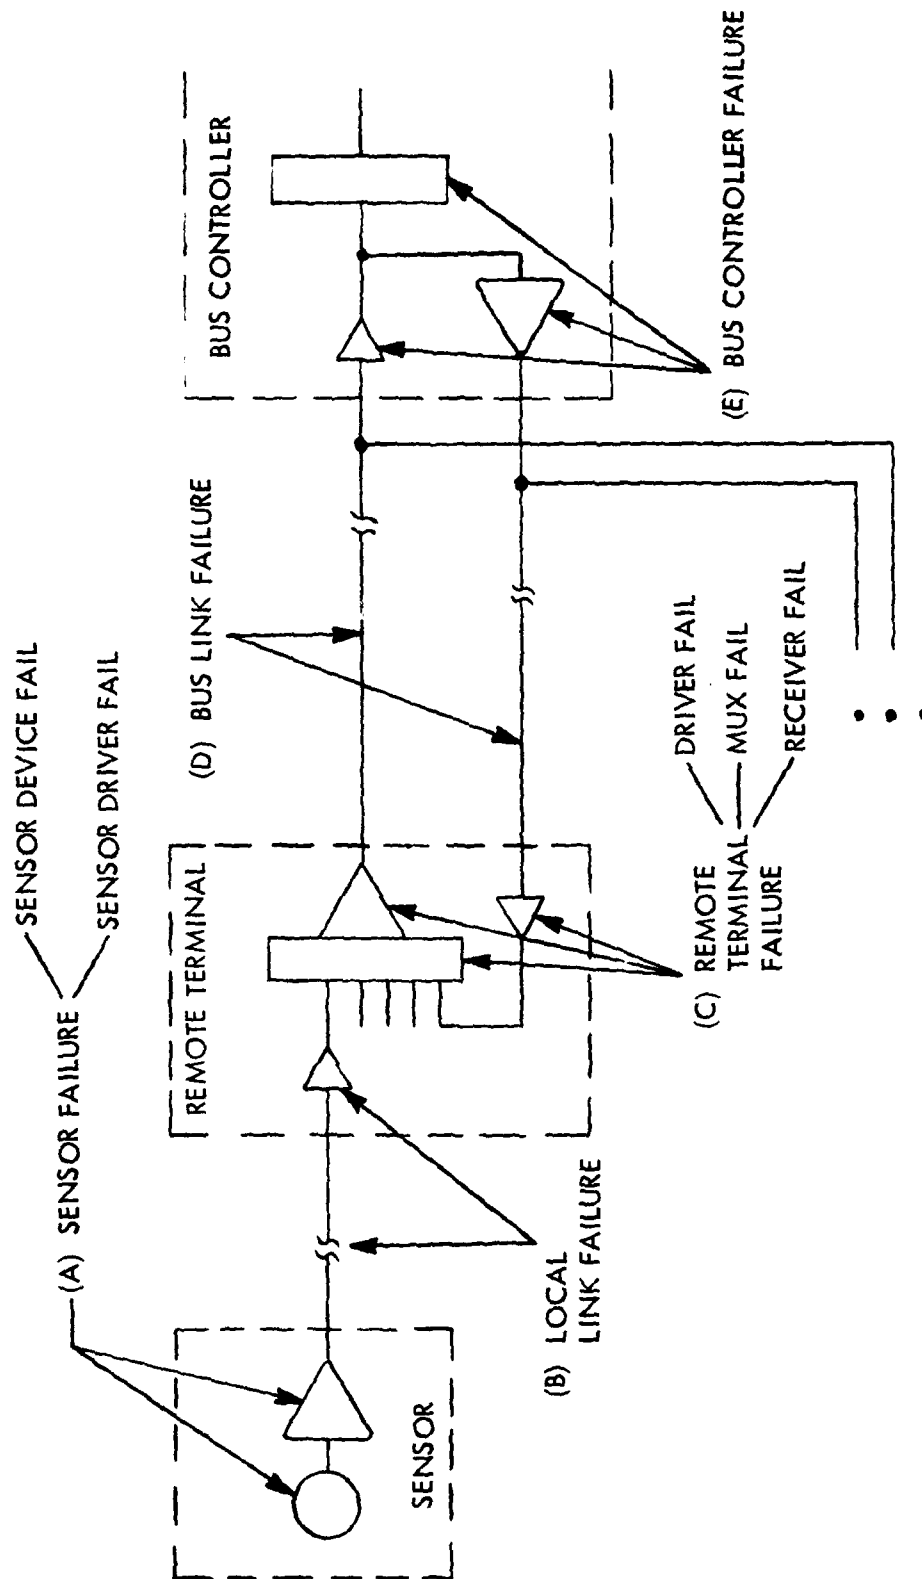 (A) SENSOR FAILURE
SENSOR DEVICE FAIL
SENSOR DRIVER FAIL
SENSOR
(B) LOCAL
LINK FAILURE
REMOTE TERMINAL
(C) REMOTE
TERMINAL
FAILURE
DRIVER FAIL
MUX FAIL
RECEIVER FAIL
(D) BUS LINK FAILURE
BUS CONTROLLER
(E) BUS CONTROLLER FAILURE